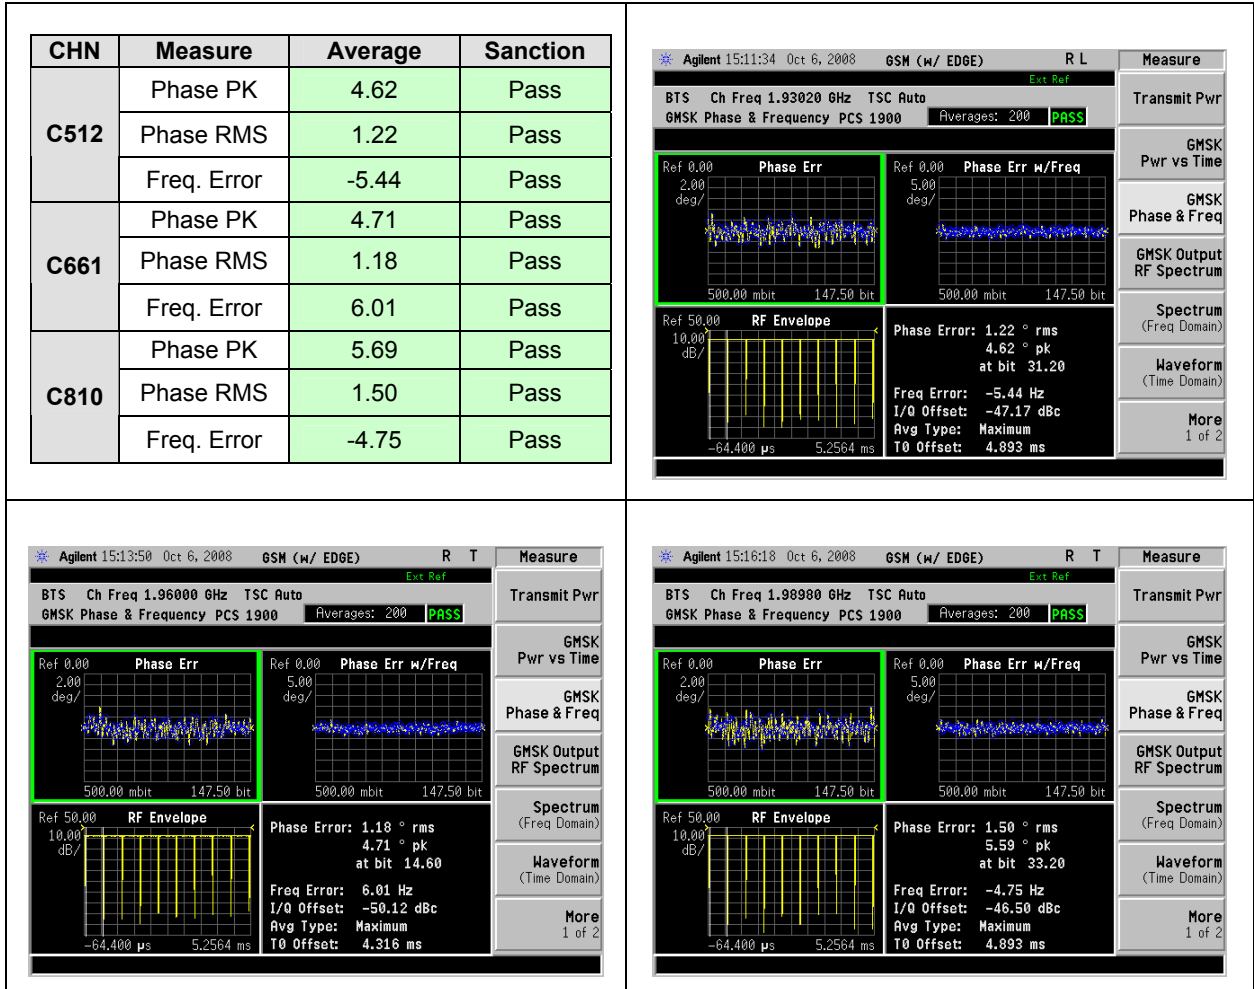 CHN Measure Average Sanction
C512
Phase PK 4.62 Pass
Phase RMS 1.22 Pass
Freq. Error -5.44 Pass
C661
Phase PK 4.71 Pass
Phase RMS 1.18 Pass
Freq. Error 6.01 Pass
C810
Phase PK 5.69 Pass
Phase RMS 1.50 Pass
Freq. Error -4.75 Pass
Agilent 15:11:34 Oct 6, 2008 GSM (w/ EDGE) R L
Ext Ref
BTS Ch Freq 1.93020 GHz TSC Auto
GMSK Phase & Frequency PCS 1900 Averages: 200 PASS
Ref 0.00 Phase Err
2.00
deg/
500.00 mbit 147.50 bit
Ref 0.00 Phase Err w/Freq
5.00
deg/
500.00 mbit 147.50 bit
Ref 50.00 RF Envelope
10.00
dB/
-64.400 µs 5.2564 ms
Phase Error: 1.22 ° rms
4.62 ° pk
at bit 31.20
Freq Error: -5.44 Hz
I/Q Offset: -47.17 dBc
Avg Type: Maximum
T0 Offset: 4.893 ms
Measure
Transmit Pwr
GMSK
Pwr vs Time
GMSK
Phase & Freq
GMSK Output
RF Spectrum
Spectrum
(Freq Domain)
Waveform
(Time Domain)
More
1 of 2
Agilent 15:13:50 Oct 6, 2008 GSM (w/ EDGE) R T
Ext Ref
BTS Ch Freq 1.96000 GHz TSC Auto
GMSK Phase & Frequency PCS 1900 Averages: 200 PASS
Ref 0.00 Phase Err
2.00
deg/
500.00 mbit 147.50 bit
Ref 0.00 Phase Err w/Freq
5.00
deg/
500.00 mbit 147.50 bit
Ref 50.00 RF Envelope
10.00
dB/
-64.400 µs 5.2564 ms
Phase Error: 1.18 ° rms
4.71 ° pk
at bit 14.60
Freq Error: 6.01 Hz
I/Q Offset: -50.12 dBc
Avg Type: Maximum
T0 Offset: 4.316 ms
Measure
Transmit Pwr
GMSK
Pwr vs Time
GMSK
Phase & Freq
GMSK Output
RF Spectrum
Spectrum
(Freq Domain)
Waveform
(Time Domain)
More
1 of 2
Agilent 15:16:18 Oct 6, 2008 GSM (w/ EDGE) R T
Ext Ref
BTS Ch Freq 1.98980 GHz TSC Auto
GMSK Phase & Frequency PCS 1900 Averages: 200 PASS
Ref 0.00 Phase Err
2.00
deg/
500.00 mbit 147.50 bit
Ref 0.00 Phase Err w/Freq
5.00
deg/
500.00 mbit 147.50 bit
Ref 50.00 RF Envelope
10.00
dB/
-64.400 µs 5.2564 ms
Phase Error: 1.50 ° rms
5.59 ° pk
at bit 33.20
Freq Error: -4.75 Hz
I/Q Offset: -46.50 dBc
Avg Type: Maximum
T0 Offset: 4.893 ms
Measure
Transmit Pwr
GMSK
Pwr vs Time
GMSK
Phase & Freq
GMSK Output
RF Spectrum
Spectrum
(Freq Domain)
Waveform
(Time Domain)
More
1 of 2